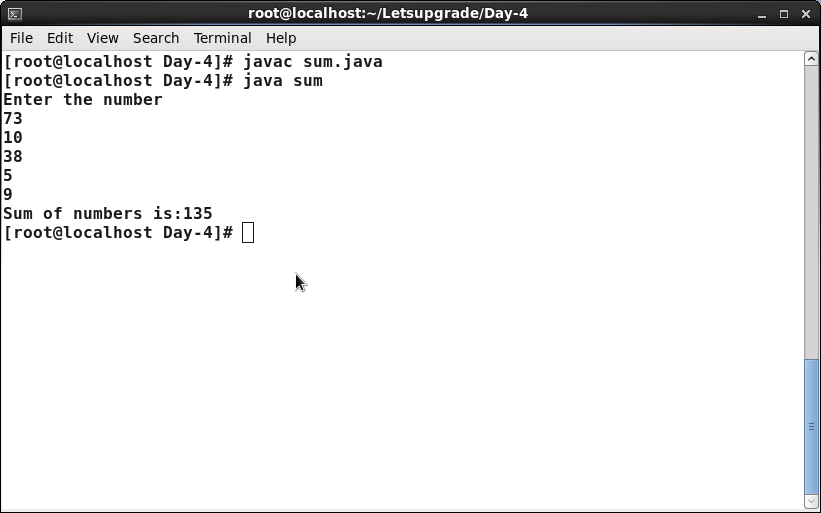 root@localhost:~/Letsupgrade/Day-4
File Edit View Search Terminal Help
[root@localhost Day-4]# javac sum.java
[root@localhost Day-4]# java sum
Enter the number
73
10
38
5
9
Sum of numbers is:135
[root@localhost Day-4]#